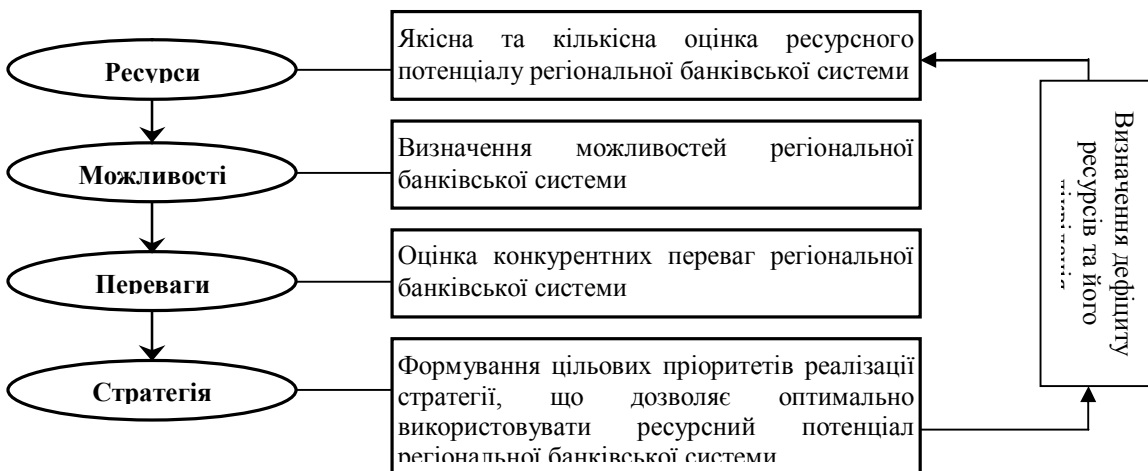 Ресурси
Якісна та кількісна оцінка ресурсного
потенціалу регіональної банківської системи
Можливості
Визначення можливостей регіональної
банківської системи
Переваги
Оцінка конкурентних переваг регіональної
банківської системи
Стратегія
Формування цільових пріоритетів реалізації
стратегії, що дозволяє оптимально
використовувати ресурсний потенціал
регіональної банківської системи
Визначення дефіциту
ресурсів та його